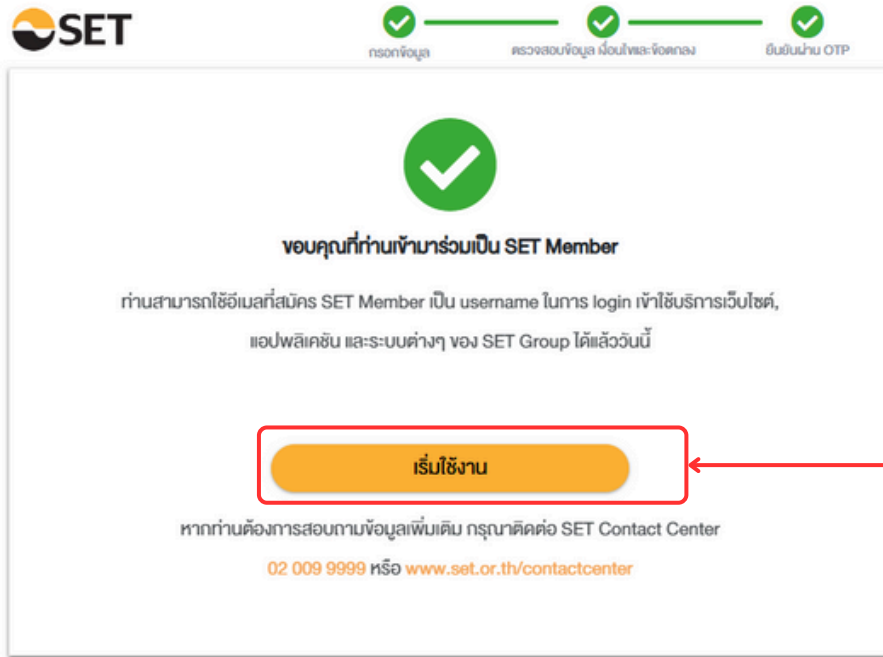 SET
กรอกข้อมูล
ตรวจสอบข้อมูล เงื่อนไขและข้อตกลง
ยืนยันผ่าน OTP
ขอบคุณที่ท่านเข้ามาร่วมเป็น SET Member
ท่านสามารถใช้อีเมลที่สมัคร SET Member เป็น username ในการ login เข้าใช้บริการเว็บไซต์,
แอปพลิเคชัน และระบบต่างๆ ของ SET Group ได้แล้ววันนี้
เริ่มใช้งาน
หากท่านต้องการสอบถามข้อมูลเพิ่มเติม กรุณาติดต่อ SET Contact Center
02 009 9999 หรือ www.set.or.th/contactcenter